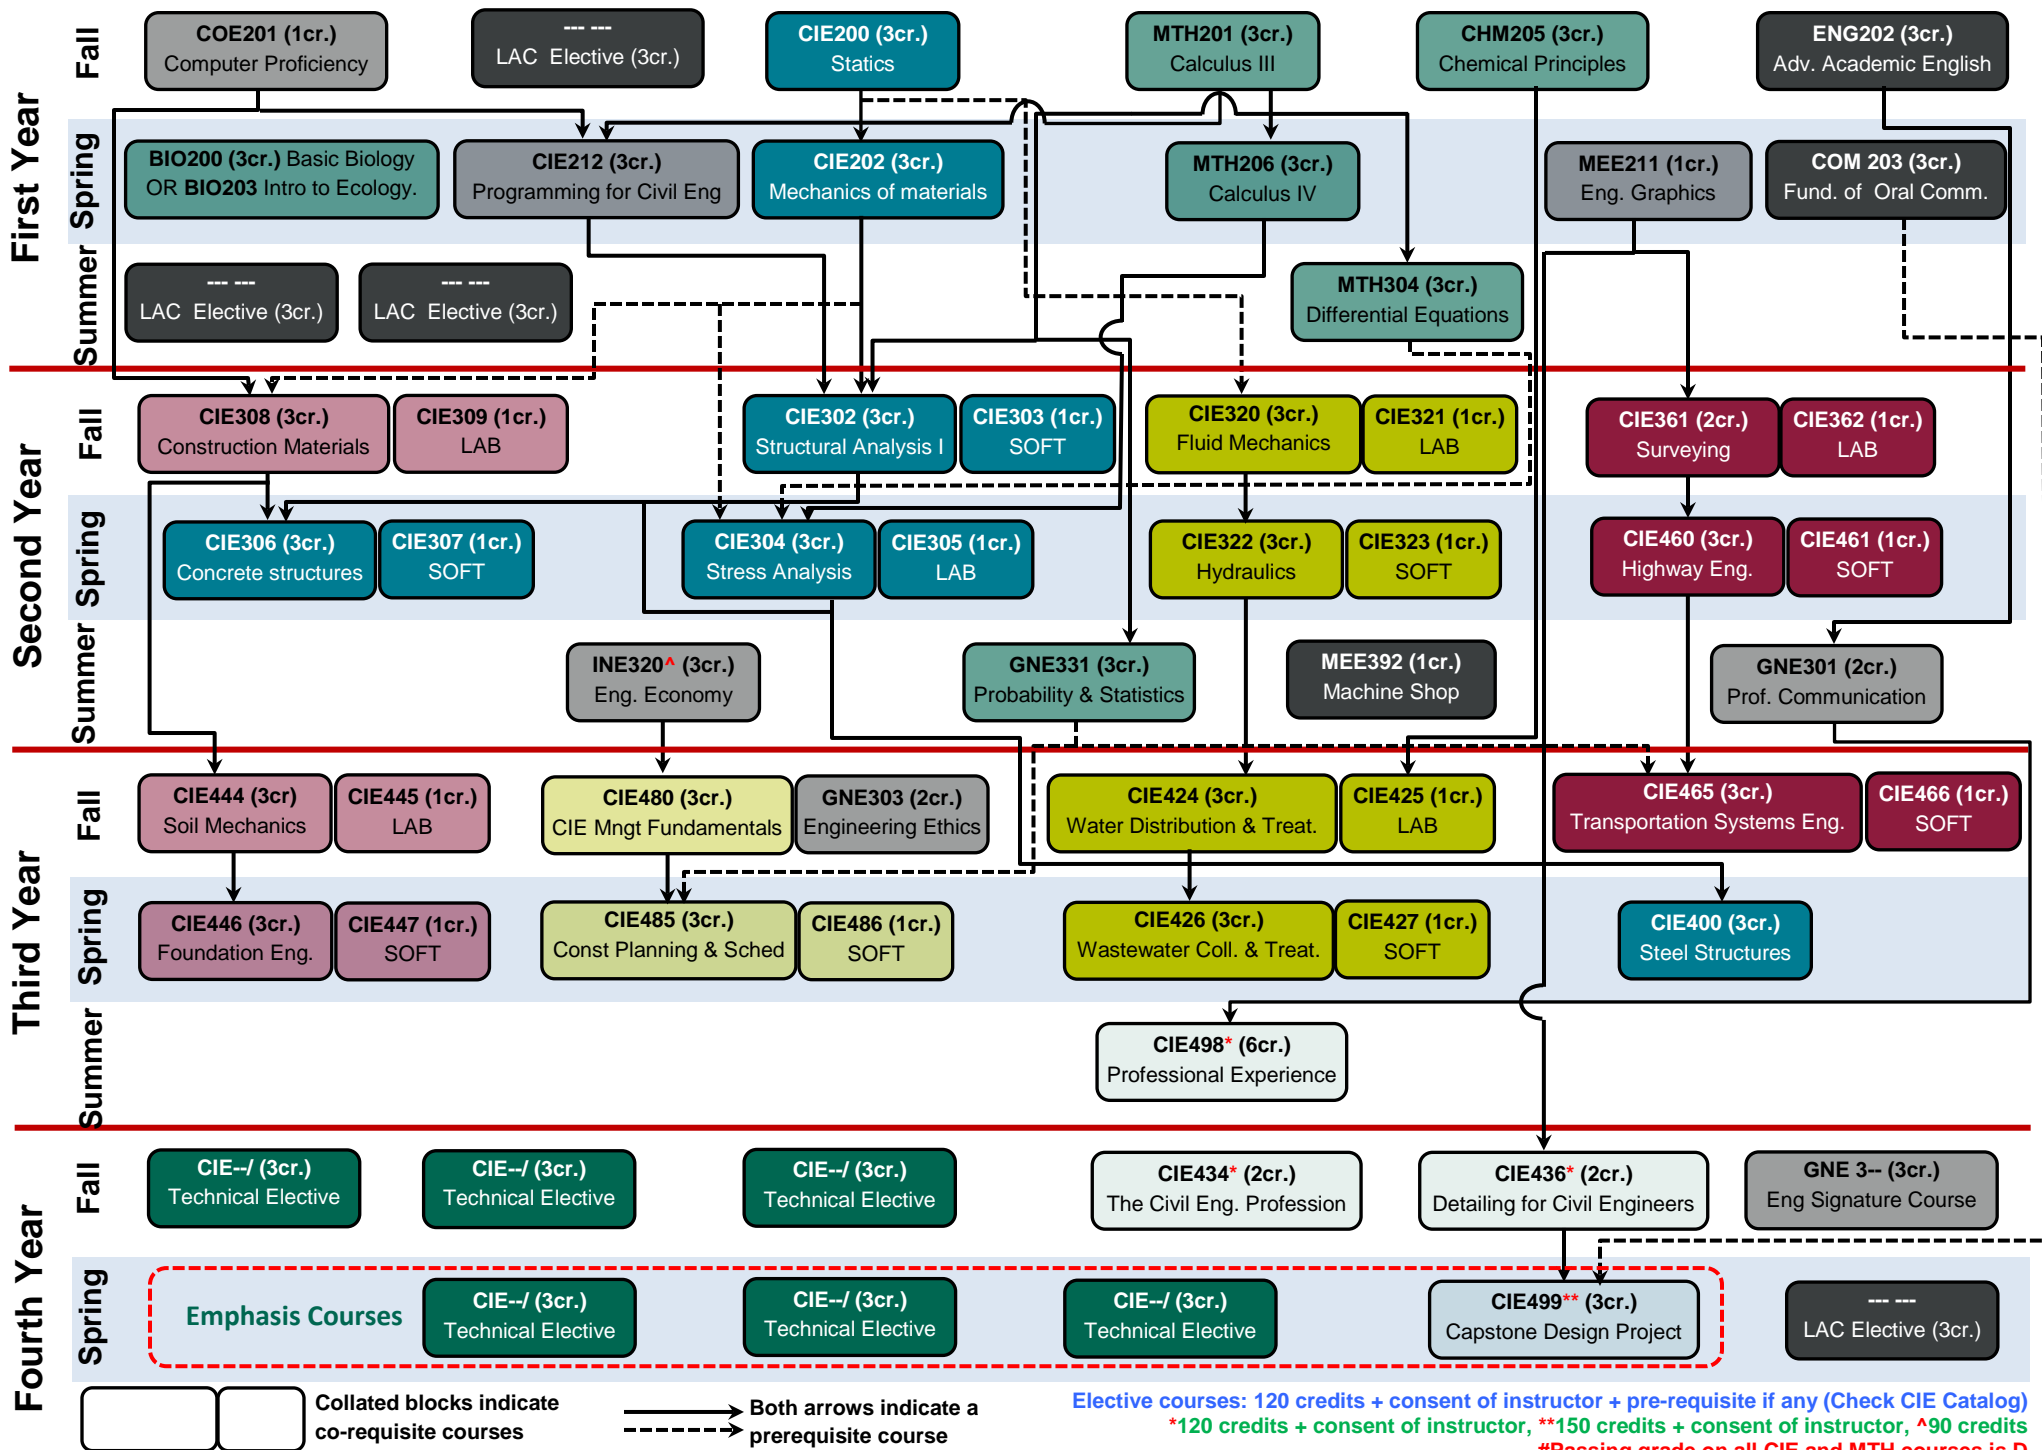 First Year
Fall
COE201 (1cr.)
Computer Proficiency
--- ---
LAC Elective (3cr.)
CIE200 (3cr.)
Statics
MTH201 (3cr.)
Calculus III
CHM205 (3cr.)
Chemical Principles
ENG202 (3cr.)
Adv. Academic English
Spring
BIO200 (3cr.) Basic Biology
OR BIO203 Intro to Ecology.
CIE212 (3cr.)
Programming for Civil Eng
CIE202 (3cr.)
Mechanics of materials
MTH206 (3cr.)
Calculus IV
MEE211 (1cr.)
Eng. Graphics
COM 203 (3cr.)
Fund. of Oral Comm.
Summer
--- ---
LAC Elective (3cr.)
--- ---
LAC Elective (3cr.)
MTH304 (3cr.)
Differential Equations
Second Year
Fall
CIE308 (3cr.)
Construction Materials
CIE309 (1cr.)
LAB
CIE302 (3cr.)
Structural Analysis I
CIE303 (1cr.)
SOFT
CIE320 (3cr.)
Fluid Mechanics
CIE321 (1cr.)
LAB
CIE361 (2cr.)
Surveying
CIE362 (1cr.)
LAB
Spring
CIE306 (3cr.)
Concrete structures
CIE307 (1cr.)
SOFT
CIE304 (3cr.)
Stress Analysis
CIE305 (1cr.)
LAB
CIE322 (3cr.)
Hydraulics
CIE323 (1cr.)
SOFT
CIE460 (3cr.)
Highway Eng.
CIE461 (1cr.)
SOFT
Summer
INE320^ (3cr.)
Eng. Economy
GNE331 (3cr.)
Probability & Statistics
MEE392 (1cr.)
Machine Shop
GNE301 (2cr.)
Prof. Communication
Third Year
Fall
CIE444 (3cr)
Soil Mechanics
CIE445 (1cr.)
LAB
CIE480 (3cr.)
CIE Mngt Fundamentals
GNE303 (2cr.)
Engineering Ethics
CIE424 (3cr.)
Water Distribution & Treat.
CIE425 (1cr.)
LAB
CIE465 (3cr.)
Transportation Systems Eng.
CIE466 (1cr.)
SOFT
Spring
CIE446 (3cr.)
Foundation Eng.
CIE447 (1cr.)
SOFT
CIE485 (3cr.)
Const Planning & Sched
CIE486 (1cr.)
SOFT
CIE426 (3cr.)
Wastewater Coll. & Treat.
CIE427 (1cr.)
SOFT
CIE400 (3cr.)
Steel Structures
Summer
CIE498* (6cr.)
Professional Experience
Fourth Year
Fall
CIE--/ (3cr.)
Technical Elective
CIE--/ (3cr.)
Technical Elective
CIE--/ (3cr.)
Technical Elective
CIE434* (2cr.)
The Civil Eng. Profession
CIE436* (2cr.)
Detailing for Civil Engineers
GNE 3-- (3cr.)
Eng Signature Course
Spring
Emphasis Courses
CIE--/ (3cr.)
Technical Elective
CIE--/ (3cr.)
Technical Elective
CIE--/ (3cr.)
Technical Elective
CIE499** (3cr.)
Capstone Design Project
--- ---
LAC Elective (3cr.)
Collated blocks indicate
co-requisite courses
Both arrows indicate a
prerequisite course
Elective courses: 120 credits + consent of instructor + pre-requisite if any (Check CIE Catalog)
*120 credits + consent of instructor, **150 credits + consent of instructor, ^90 credits
#Passing grade on all CIE and MTH courses is D